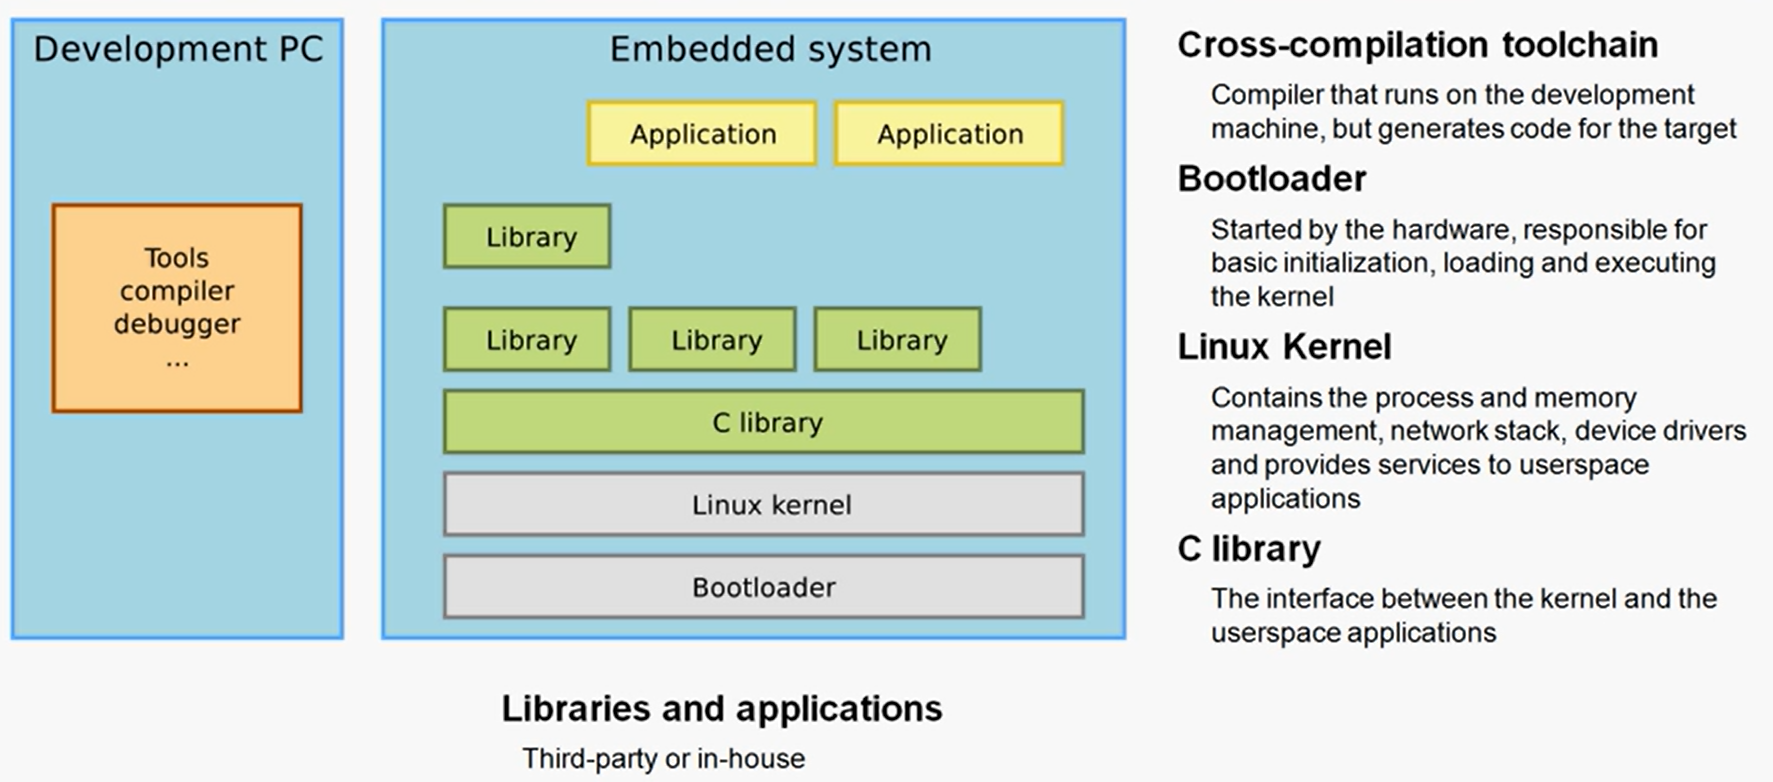 Development PC
Tools
compiler
debugger
...
Embedded system
Application
Application
Library
Library
Library
Library
C library
Linux kernel
Bootloader
Cross-compilation toolchain
Compiler that runs on the development
machine, but generates code for the target
Bootloader
Started by the hardware, responsible for
basic initialization, loading and executing
the kernel
Linux Kernel
Contains the process and memory
management, network stack, device drivers
and provides services to userspace
applications
C library
The interface between the kernel and the
userspace applications
Libraries and applications
Third-party or in-house